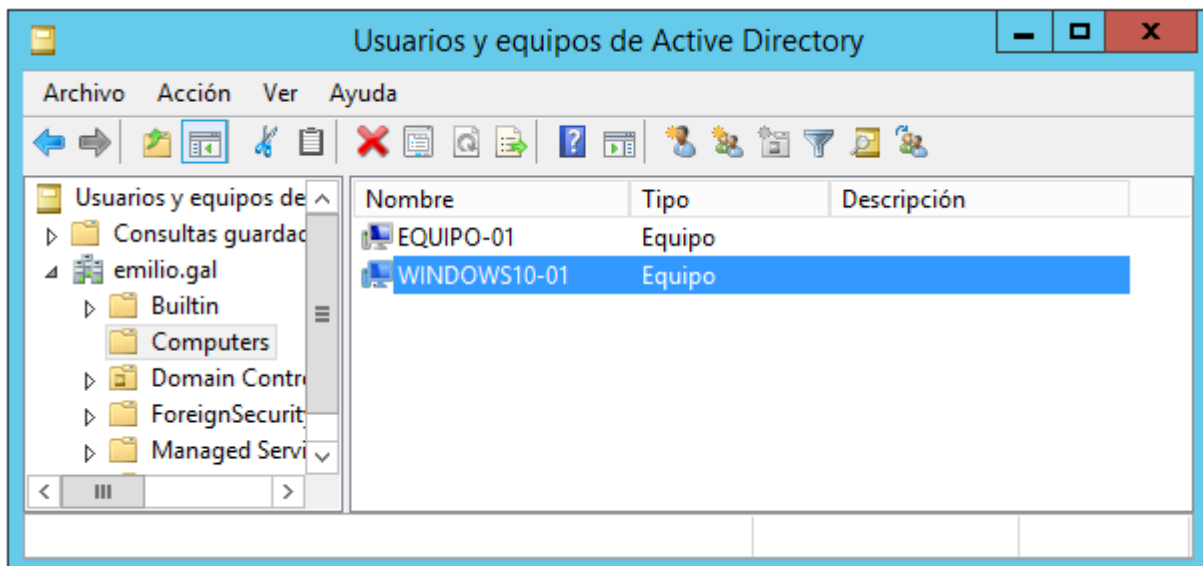 Usuarios y equipos de Active Directory
Archivo Acción Ver Ayuda
Usuarios y equipos de
Nombre Tipo Descripción
Consultas guardad
EQUIPO-01 Equipo
emilio.gal
WINDOWS10-01 Equipo
Builtin
Computers
Domain Contro
ForeignSecurit
Managed Servi